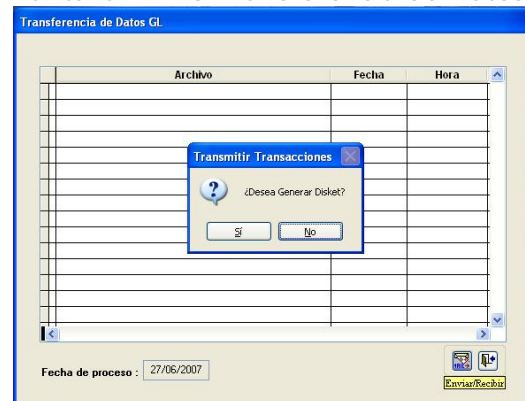 Transferencia de Datos GL
Archivo Fecha Hora
Transmitir Transacciones
¿Desea Generar Disket?
Sí No
Fecha de proceso : 27/06/2007
Enviar/Recibir